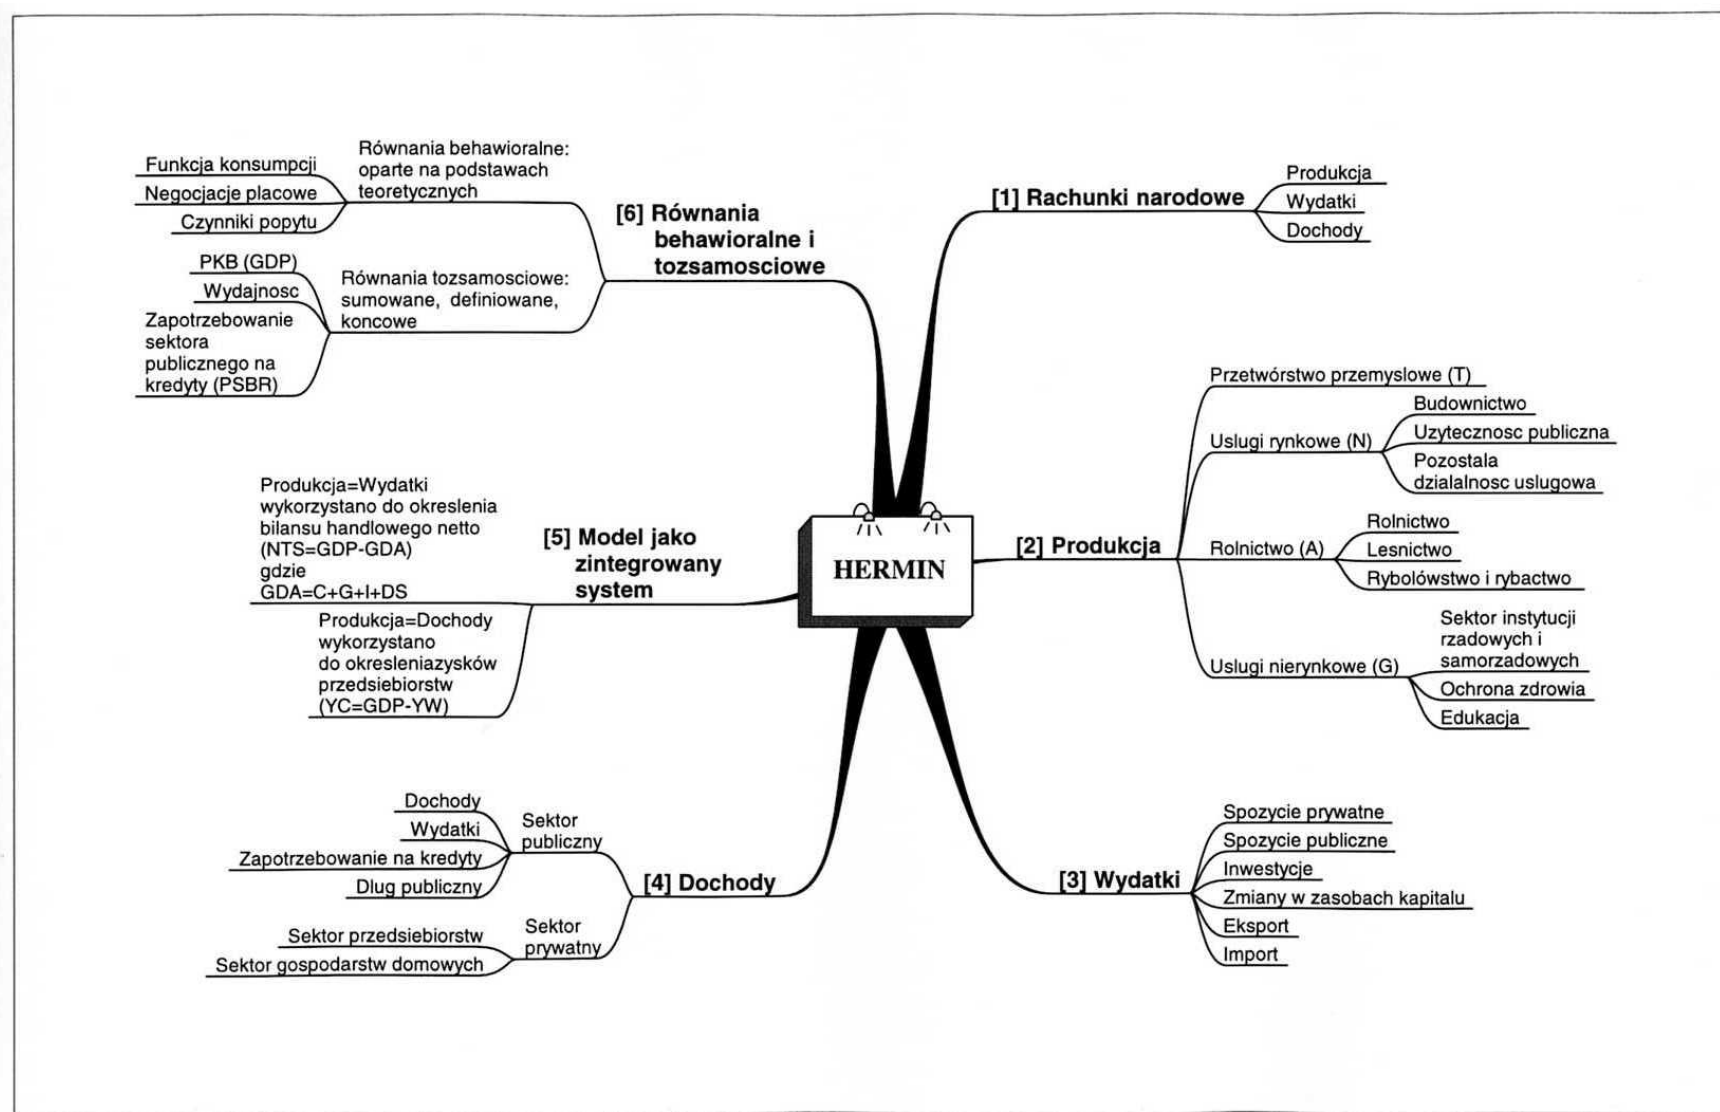 HERMIN
[1] Rachunki narodowe
Produkcja
Wydatki
Dochody
[2] Produkcja
Przetwórstwo przemyslowe (T)
Uslugi rynkowe (N)
Budownictwo
Uzytecznosc publiczna
Pozostala
dzialalnosc uslugowa
Rolnictwo (A)
Rolnictwo
Lesnictwo
Rybolówstwo i rybactwo
Uslugi nierynkowe (G)
Sektor instytucji
rzadowych i
samorzadowych
Ochrona zdrowia
Edukacja
[3] Wydatki
Spozycie prywatne
Spozycie publiczne
Inwestycje
Zmiany w zasobach kapitalu
Eksport
Import
[4] Dochody
Sektor
publiczny
Dochody
Wydatki
Zapotrzebowanie na kredyty
Dlug publiczny
Sektor
prywatny
Sektor przedsiebiorstw
Sektor gospodarstw domowych
[5] Model jako
zintegrowany
system
Produkcja=Wydatki
wykorzystano do okreslenia
bilansu handlowego netto
(NTS=GDP-GDA)
gdzie
GDA=C+G+I+DS
Produkcja=Dochody
wykorzystano
do okresleniazysków
przedsiebiorstw
(YC=GDP-YW)
[6] Równania
behawioralne i
tozsamosciowe
Równania behawioralne:
oparte na podstawach
teoretycznych
Funkcja konsumpcji
Negocjacje placowe
Czynniki popytu
Równania tozsamosciowe:
sumowane, definiowane,
koncowe
PKB (GDP)
Wydajnosc
Zapotrzebowanie
sektora
publicznego na
kredyty (PSBR)